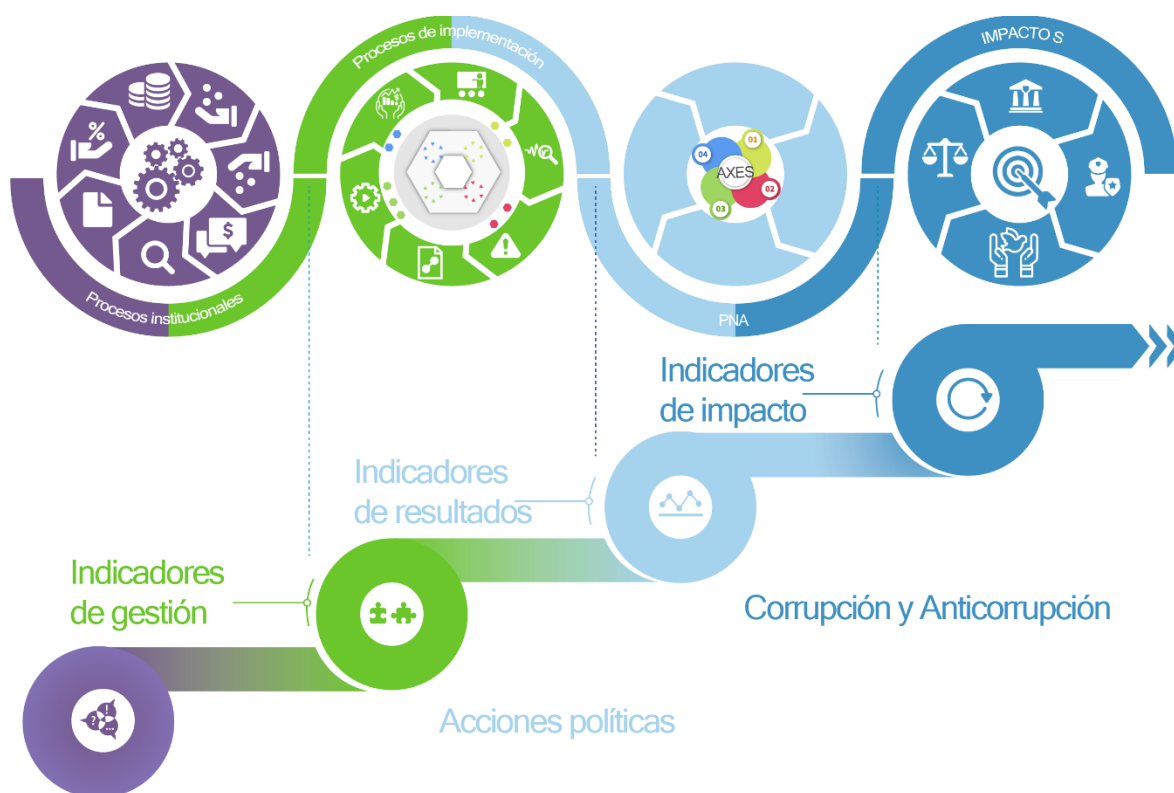 Procesos de implementación
IMPACTO S
%
$
04
01
AXES
02
03
Procesos institucionales
PNA
Indicadores
de impacto
Indicadores
de resultados
Indicadores
de gestión
Corrupción y Anticorrupción
! ? ...
Acciones políticas